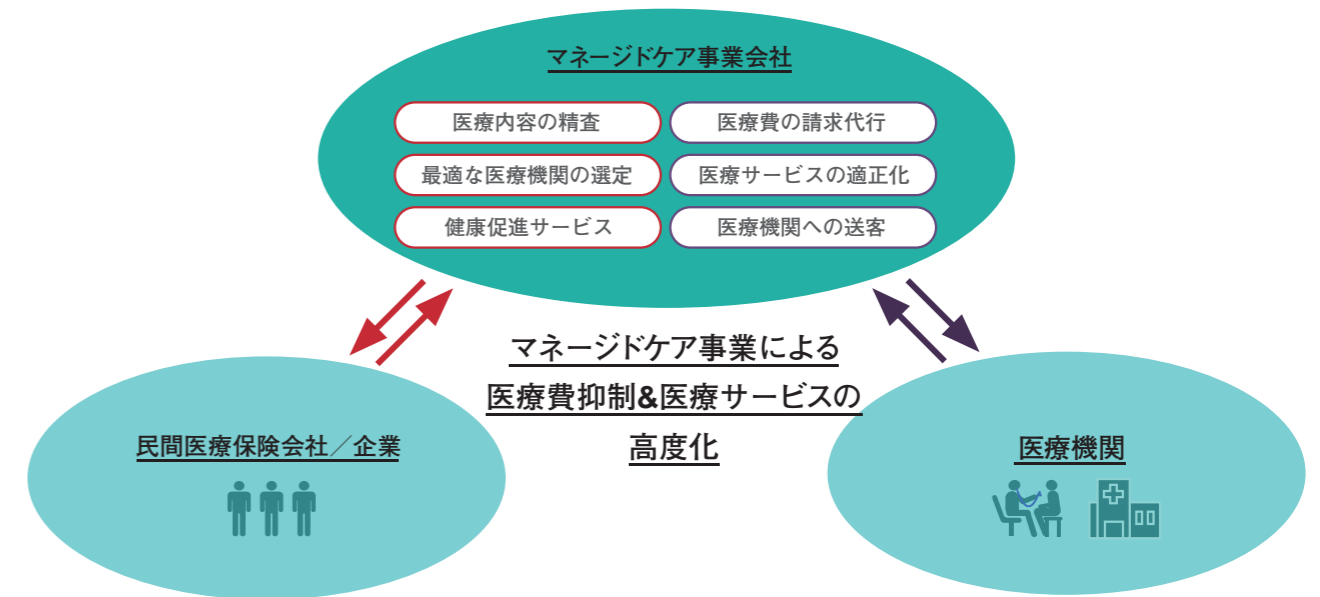 マネージドケア事業会社
医療内容の精査
医療費の請求代行
最適な医療機関の選定
医療サービスの適正化
健康促進サービス
医療機関への送客
マネージドケア事業による
医療費抑制&医療サービスの
高度化
民間医療保険会社／企業
医療機関